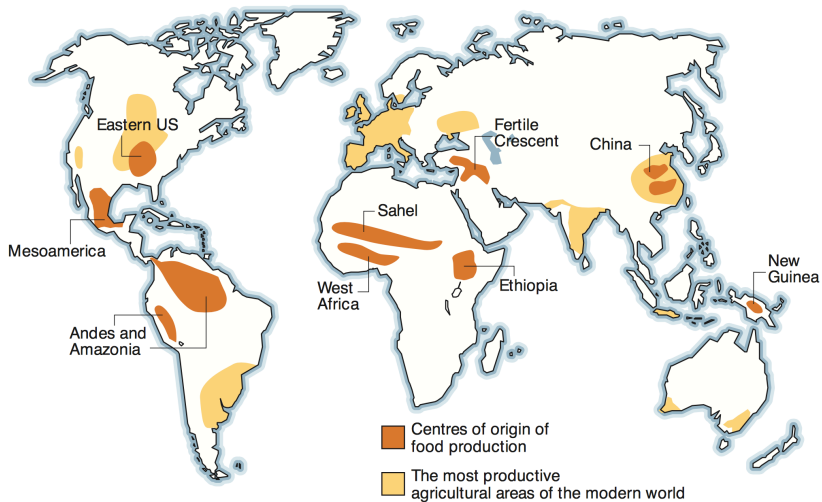 Eastern US
Fertile
Crescent
China
Sahel
Mesoamerica
New
Guinea
West
Africa
Ethiopia
Andes and
Amazonia
Centres of origin of
food production
The most productive
agricultural areas of the modern world